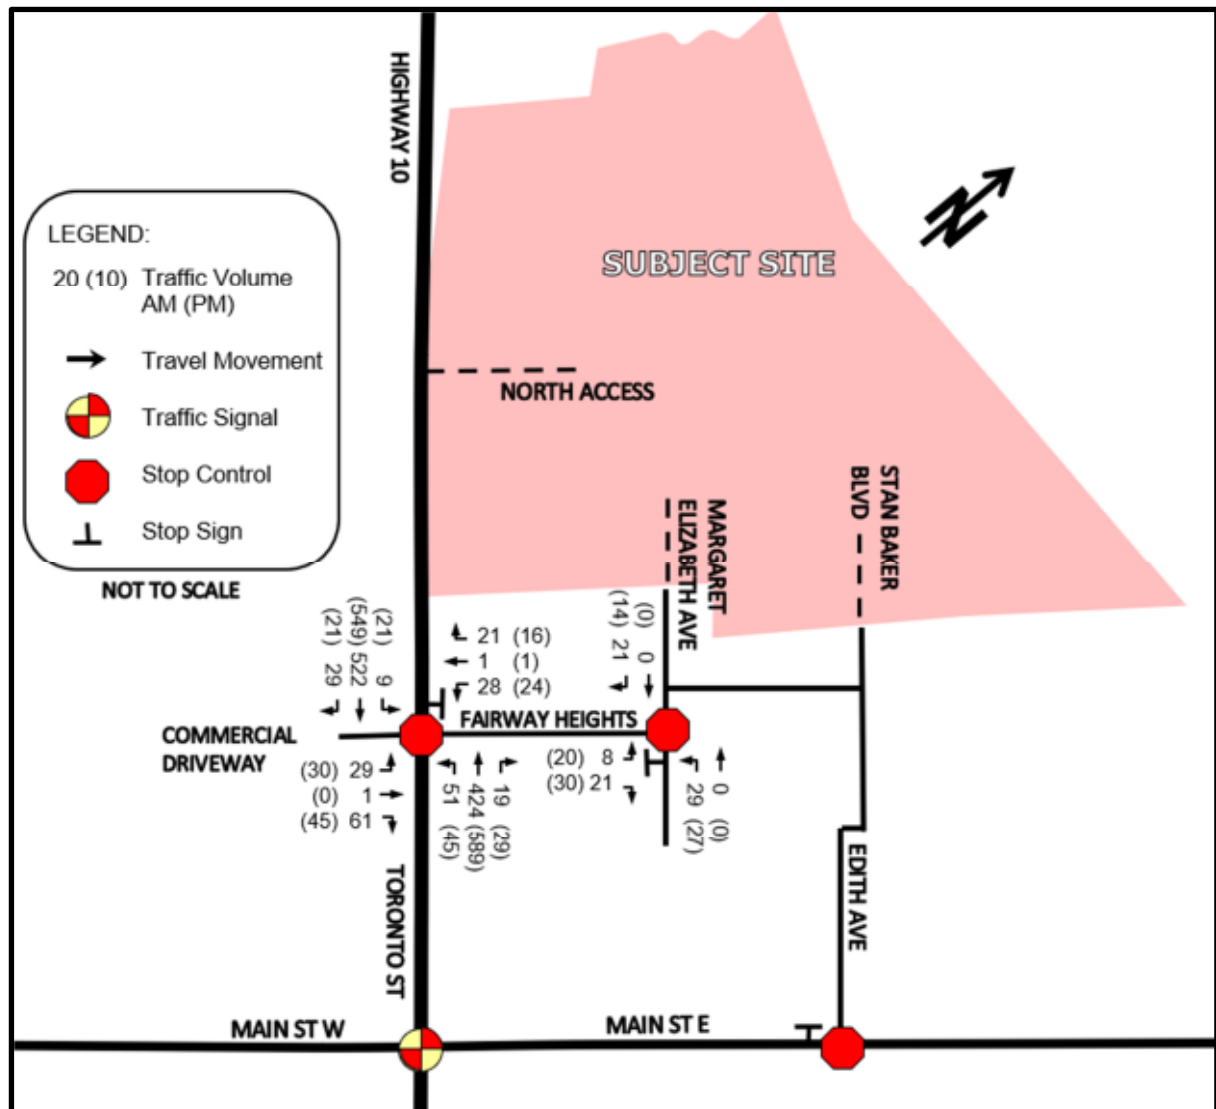 HIGHWAY 10
N
SUBJECT SITE
LEGEND:
20 (10) Traffic Volume
AM (PM)
Travel Movement
Traffic Signal
Stop Control
Stop Sign
NOT TO SCALE
NORTH ACCESS
STAN BAKER
BLVD
MARGARET
ELIZABETH AVE
(21) 9
(549) 522
(21) 29
21 (16)
1 (1)
28 (24)
(0) 0
(14) 21
FAIRWAY HEIGHTS
COMMERCIAL
DRIVEWAY
(30) 29
(0) 1
(45) 61
19 (29)
424 (589)
51 (45)
(20) 8
(30) 21
0 (0)
29 (27)
TORONTO ST
EDITH AVE
MAIN ST W
MAIN ST E